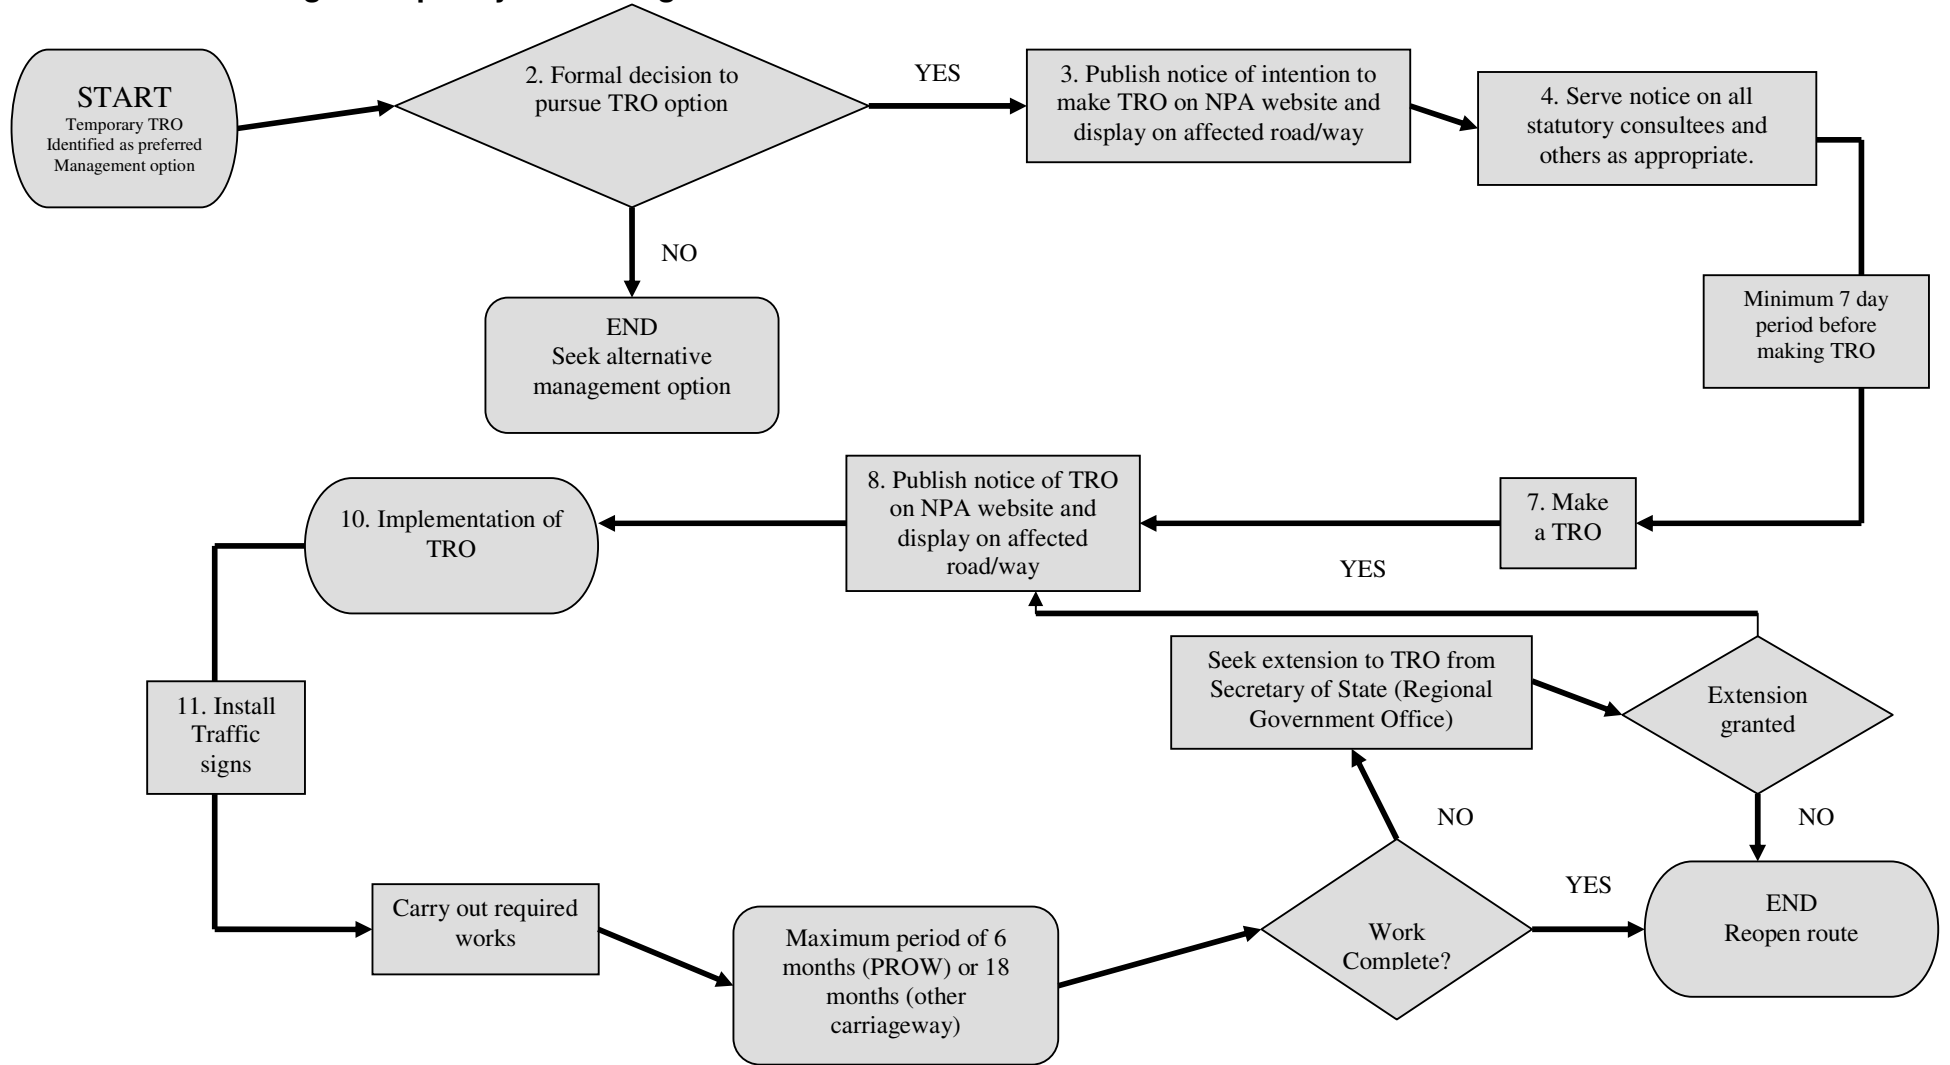 START
Temporary TRO
Identified as preferred
Management option
2. Formal decision to
pursue TRO option
YES
3. Publish notice of intention to
make TRO on NPA website and
display on affected road/way
4. Serve notice on all
statutory consultees and
others as appropriate.
NO
END
Seek alternative
management option
Minimum 7 day
period before
making TRO
7. Make
a TRO
8. Publish notice of TRO
on NPA website and
display on affected
road/way
10. Implementation of
TRO
YES
11. Install
Traffic
signs
Seek extension to TRO from
Secretary of State (Regional
Government Office)
Extension
granted
NO
NO
Carry out required
works
Maximum period of 6
months (PROW) or 18
months (other
carriageway)
Work
Complete?
YES
END
Reopen route